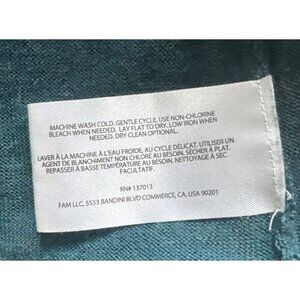 MACHINE WASH COLD. GENTLE CYCLE. USE NON-CHLORINE
BLEACH WHEN NEEDED. LAY FLAT TO DRY. LOW IRON WHEN
NEEDED. DRY CLEAN OPTIONAL.
LAVER À LA MACHINE À L'EAU FROIDE, AU CYCLE DÉLICAT. UTILISER UN
AGENT DE BLANCHIMENT NON CHLORÉ AU BESOIN. SÉCHER À PLAT.
REPASSER À BASSE TEMPÉRATURE AU BESOIN. NETTOYAGE À SEC
FACULTATIF.
RN# 137013
FAM LLC, 5553 BANDINI BLVD COMMERCE, CA, USA 90201